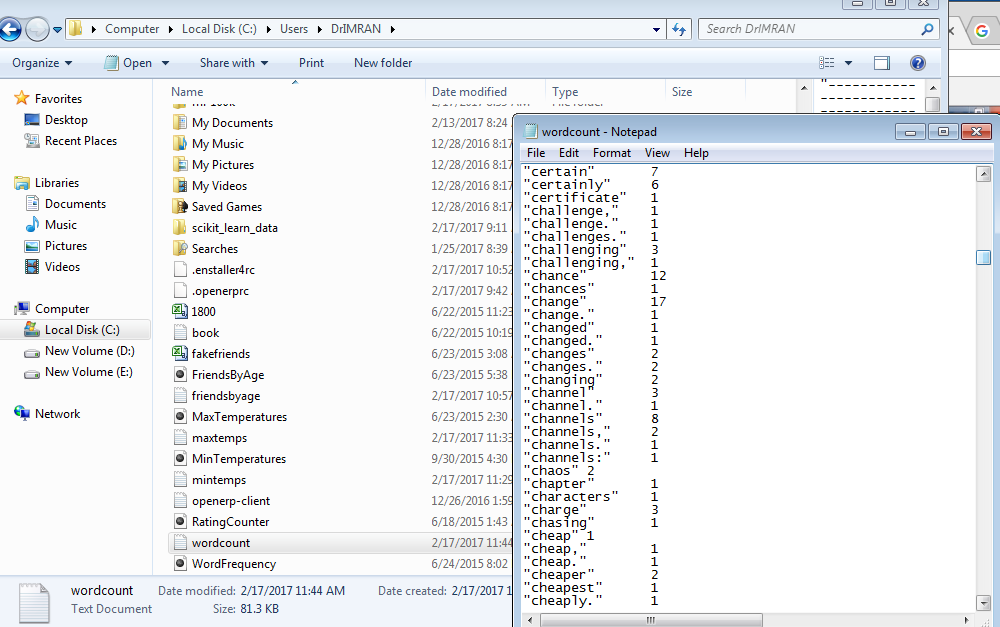 Computer Local Disk (C:) Users DrIMRAN
Search DrIMRAN
Organize Open Share with Print New folder
Favorites
Desktop
Recent Places
Libraries
Documents
Music
Pictures
Videos
Computer
Local Disk (C:)
New Volume (D:)
New Volume (E:)
Network
Name Date modified Type Size
My Documents 2/13/2017 8:24
My Music 12/28/2016 8:17
My Pictures 12/28/2016 8:17
My Videos 12/28/2016 8:17
Saved Games 12/28/2016 8:17
scikit_learn_data 2/17/2017 9:11
Searches 1/25/2017 8:39
.enstaller4rc 2/17/2017 10:52
.openerprc 2/17/2017 9:42
1800 6/22/2015 11:23
book 6/22/2015 10:19
fakefriends 6/23/2015 3:08
FriendsByAge 6/23/2015 5:38
friendsbyage 2/17/2017 10:57
MaxTemperatures 6/23/2015 2:30
maxtemps 2/17/2017 11:33
MinTemperatures 9/30/2015 4:30
mintemps 2/17/2017 11:29
openerp-client 12/26/2016 1:59
RatingCounter 6/18/2015 1:43
wordcount 2/17/2017 11:44
WordFrequency 6/24/2015 8:02
wordcount Date modified: 2/17/2017 11:44 AM Date created: 2/17/2017 1
Text Document Size: 81.3 KB
wordcount - Notepad
File Edit Format View Help
"certain" 7
"certainly" 6
"certificate" 1
"challenge," 1
"challenge." 1
"challenges." 1
"challenging" 3
"challenging," 1
"chance" 12
"chances" 1
"change" 17
"change." 1
"changed" 1
"changed." 1
"changes" 2
"changes." 2
"changing" 2
"channel" 3
"channel." 1
"channels" 8
"channels," 2
"channels." 1
"channels:" 1
"chaos" 2
"chapter" 1
"characters" 1
"charge" 3
"chasing" 1
"cheap" 1
"cheap," 1
"cheap." 1
"cheaper" 2
"cheapest" 1
"cheaply." 1